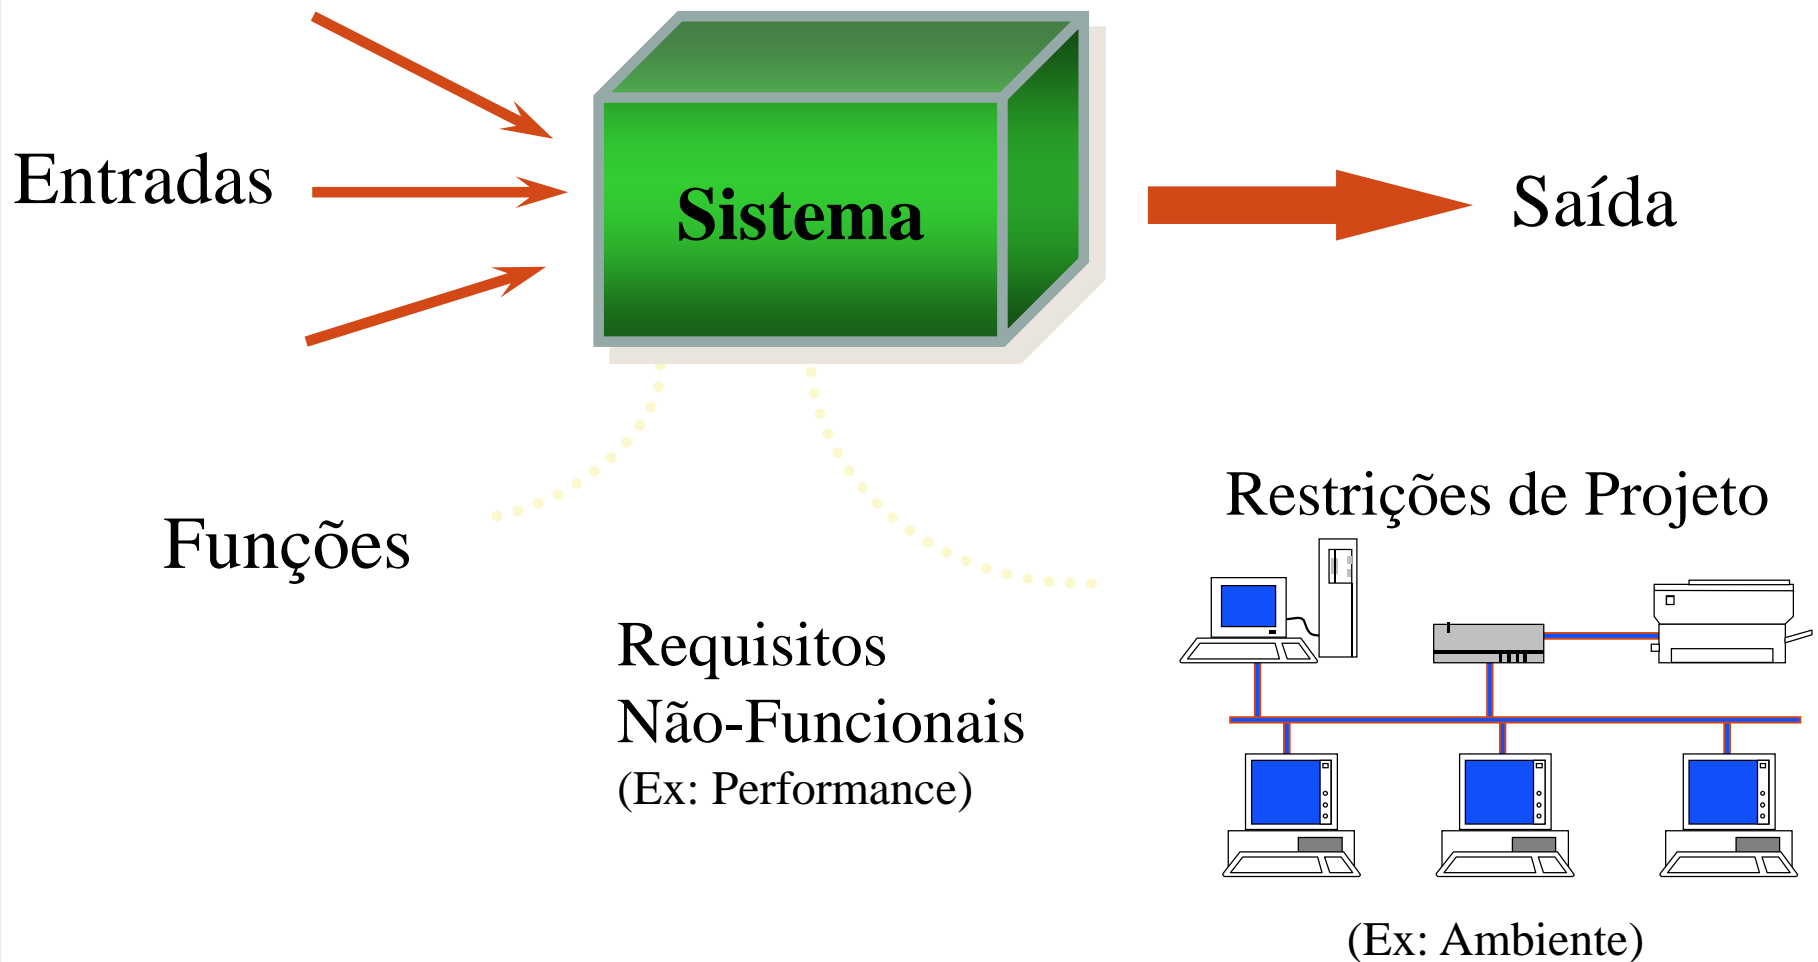 Entradas
Sistema
Saída
Funções
Requisitos
Não-Funcionais
(Ex: Performance)
Restrições de Projeto
(Ex: Ambiente)